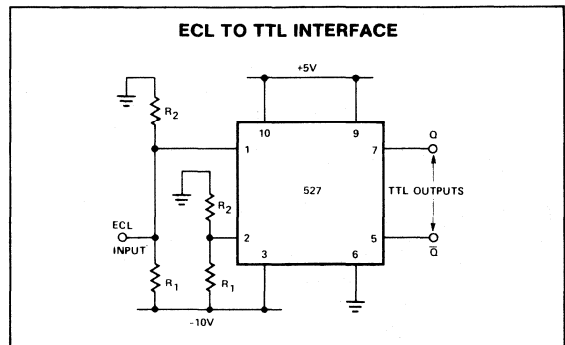 ECL TO TTL INTERFACE
+5V
10
9
R2
1
7
Q
R2
527
TTL OUTPUTS
ECL
INPUT
2
5
Q̅
3
6
R1
R1
-10V